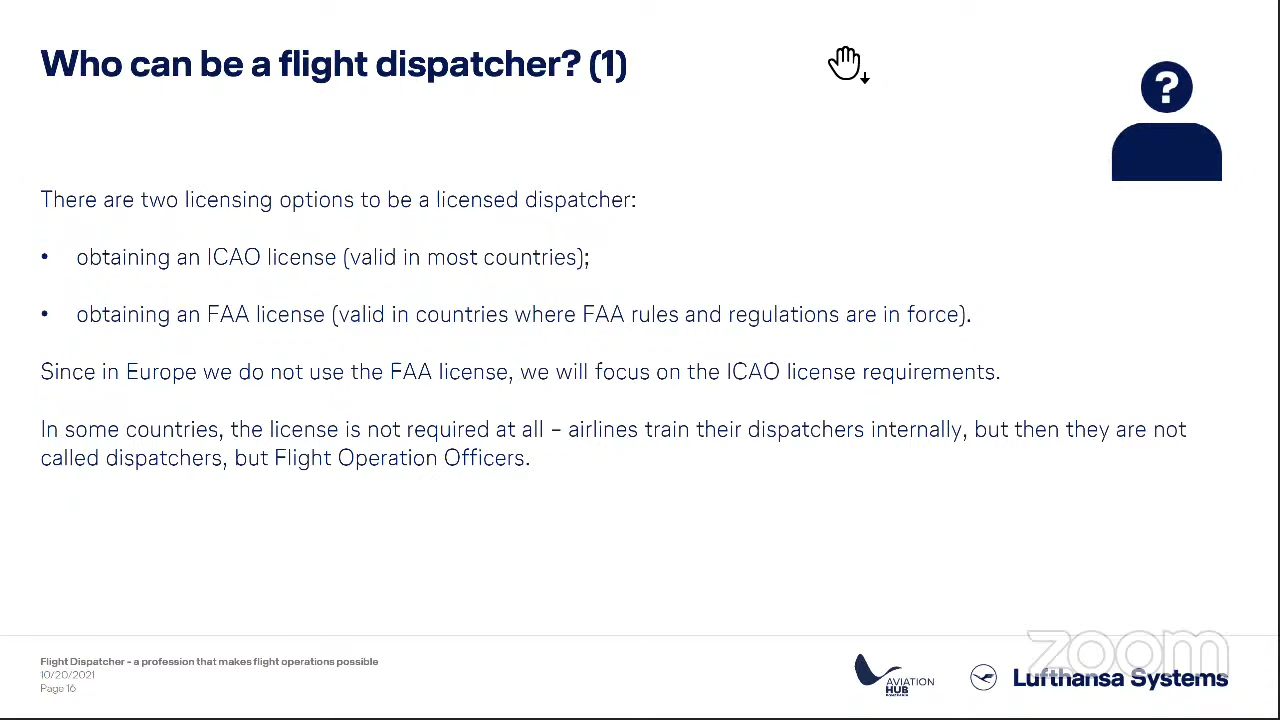 Who can be a flight dispatcher? (1)
?
There are two licensing options to be a licensed dispatcher:
• obtaining an ICAO license (valid in most countries);
• obtaining an FAA license (valid in countries where FAA rules and regulations are in force).
Since in Europe we do not use the FAA license, we will focus on the ICAO license requirements.
In some countries, the license is not required at all – airlines train their dispatchers internally, but then they are not
called dispatchers, but Flight Operation Officers.
Flight Dispatcher - a profession that makes flight operations possible
10/20/2021
Page 16
AVIATION
HUB
zoom
Lufthansa Systems